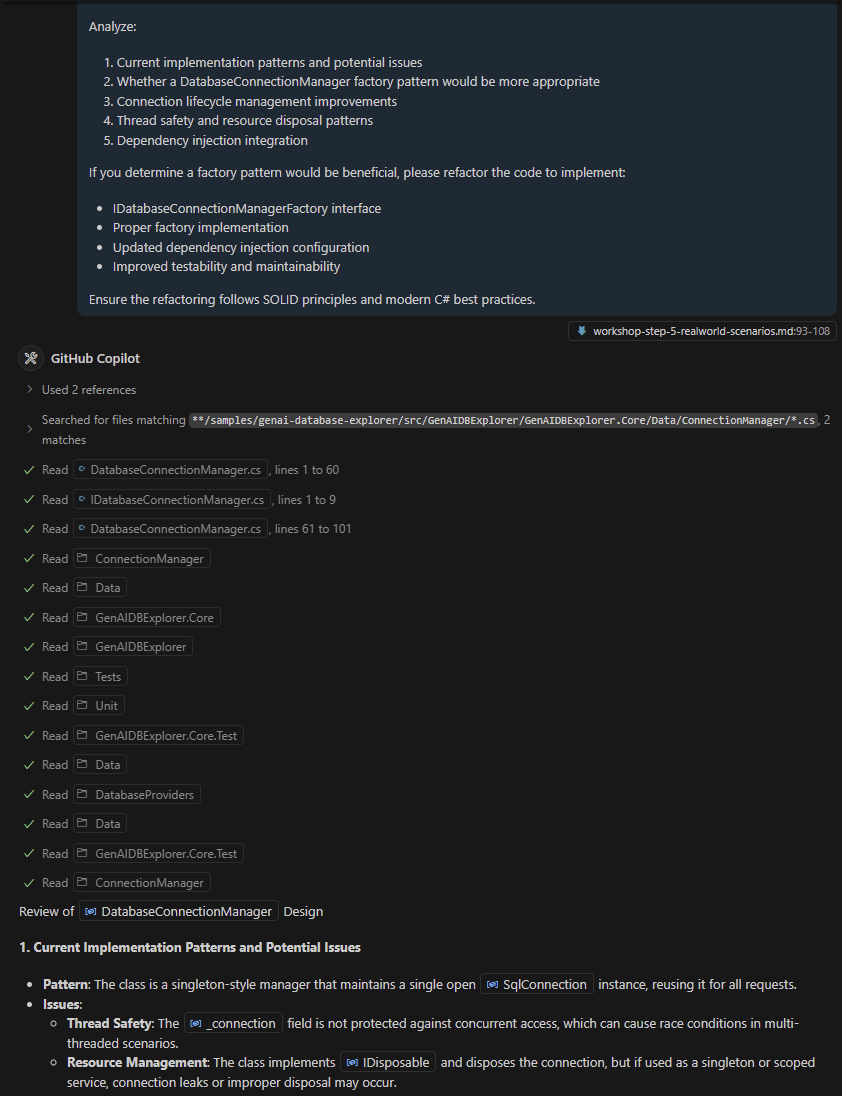 Analyze:
1. Current implementation patterns and potential issues
2. Whether a DatabaseConnectionManager factory pattern would be more appropriate
3. Connection lifecycle management improvements
4. Thread safety and resource disposal patterns
5. Dependency injection integration
If you determine a factory pattern would be beneficial, please refactor the code to implement:
• IDatabaseConnectionManagerFactory interface
• Proper factory implementation
• Updated dependency injection configuration
• Improved testability and maintainability
Ensure the refactoring follows SOLID principles and modern C# best practices.
workshop-step-5-realworld-scenarios.md:93-108
GitHub Copilot
Used 2 references
Searched for files matching **/samples/genai-database-explorer/src/GenAIDBExplorer/GenAIDBExplorer.Core/Data/ConnectionManager/*.cs, 2
matches
Read DatabaseConnectionManager.cs, lines 1 to 60
Read IDatabaseConnectionManager.cs, lines 1 to 9
Read DatabaseConnectionManager.cs, lines 61 to 101
Read ConnectionManager
Read Data
Read GenAIDBExplorer.Core
Read GenAIDBExplorer
Read Tests
Read Unit
Read GenAIDBExplorer.Core.Test
Read Data
Read DatabaseProviders
Read Data
Read GenAIDBExplorer.Core.Test
Read ConnectionManager
Review of DatabaseConnectionManager Design
1. Current Implementation Patterns and Potential Issues
• Pattern: The class is a singleton-style manager that maintains a single open SqlConnection instance, reusing it for all requests.
• Issues:
○ Thread Safety: The _connection field is not protected against concurrent access, which can cause race conditions in multi-
threaded scenarios.
○ Resource Management: The class implements IDisposable and disposes the connection, but if used as a singleton or scoped
service, connection leaks or improper disposal may occur.